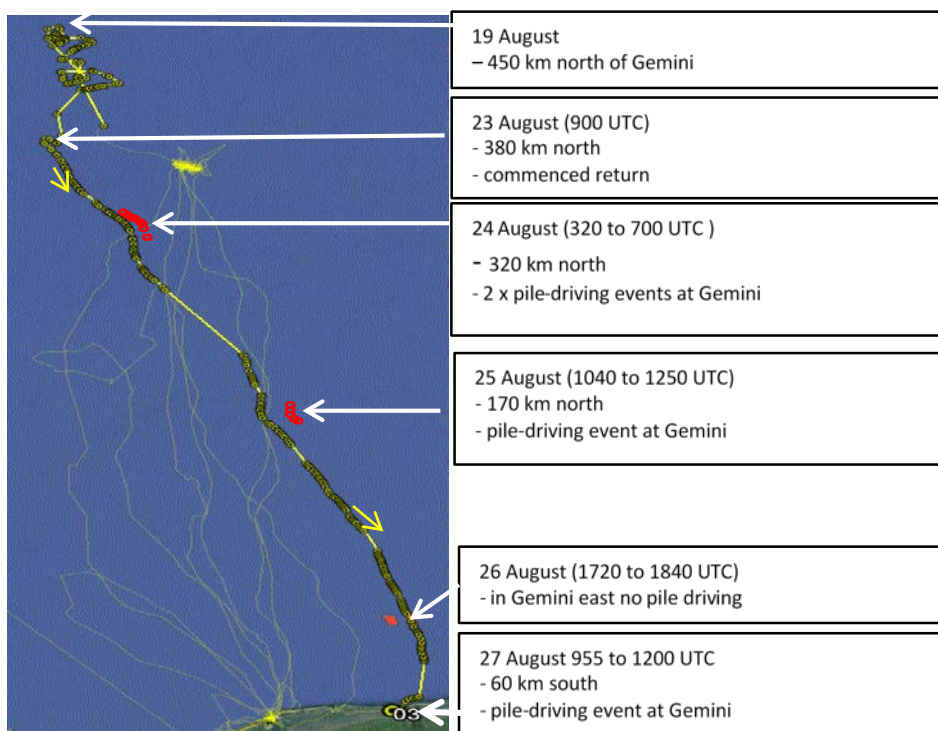 19 August
– 450 km north of Gemini
23 August (900 UTC)
- 380 km north
- commenced return
24 August (320 to 700 UTC )
- 320 km north
- 2 x pile-driving events at Gemini
25 August (1040 to 1250 UTC)
- 170 km north
- pile-driving event at Gemini
26 August (1720 to 1840 UTC)
- in Gemini east no pile driving
27 August 955 to 1200 UTC
- 60 km south
- pile-driving event at Gemini
03